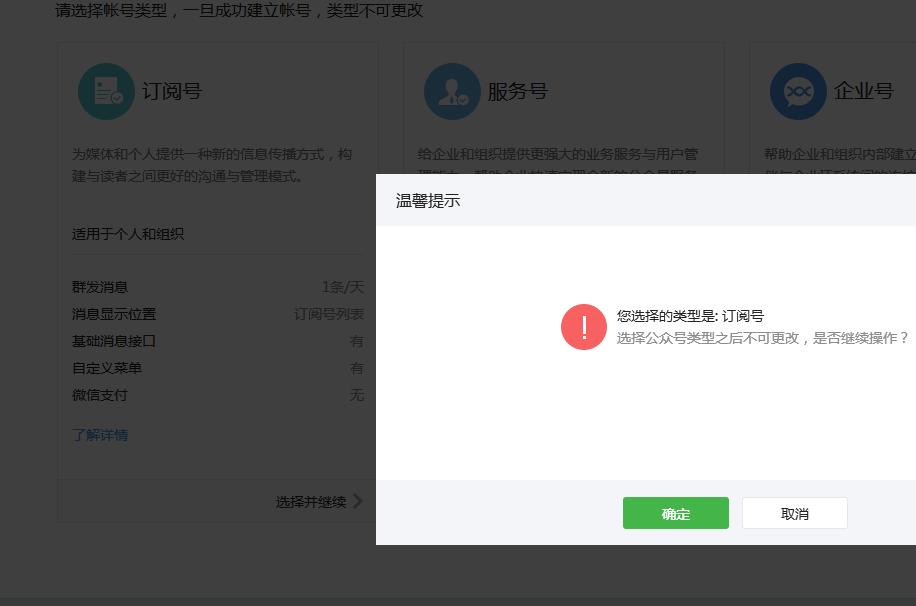 请选择帐号类型，一旦成功建立帐号，类型不可更改
订阅号
为媒体和个人提供一种新的信息传播方式，构
建与读者之间更好的沟通与管理模式。
适用于个人和组织
群发消息 1条/天
消息显示位置 订阅号列表
基础消息接口 有
自定义菜单 有
微信支付 无
了解详情
选择并继续
服务号
给企业和组织提供更强大的业务服务与用户管
企业号
帮助企业和组织内部建立
温馨提示
您选择的类型是: 订阅号
选择公众号类型之后不可更改，是否继续操作？
确定
取消